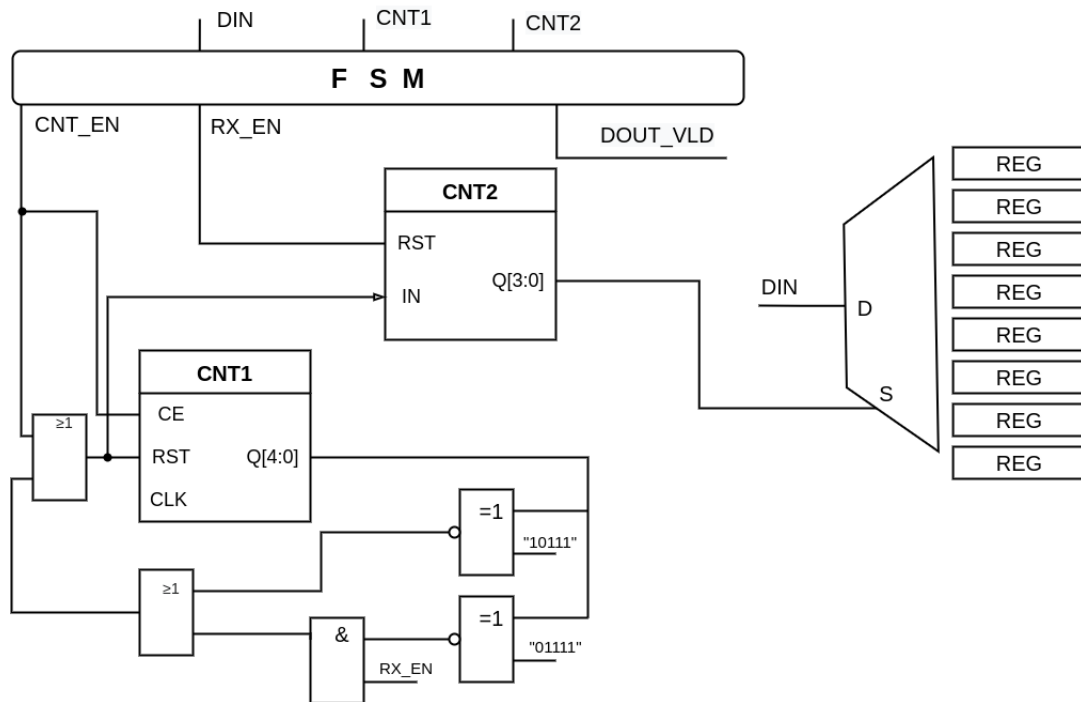 DIN
CNT1
CNT2
F S M
CNT_EN
RX_EN
DOUT_VLD
CNT2
RST
IN
Q[3:0]
DIN
D
S
REG
REG
REG
REG
REG
REG
REG
REG
CNT1
CE
RST
CLK
Q[4:0]
≥1
=1
"10111"
≥1
=1
"01111"
&
RX_EN